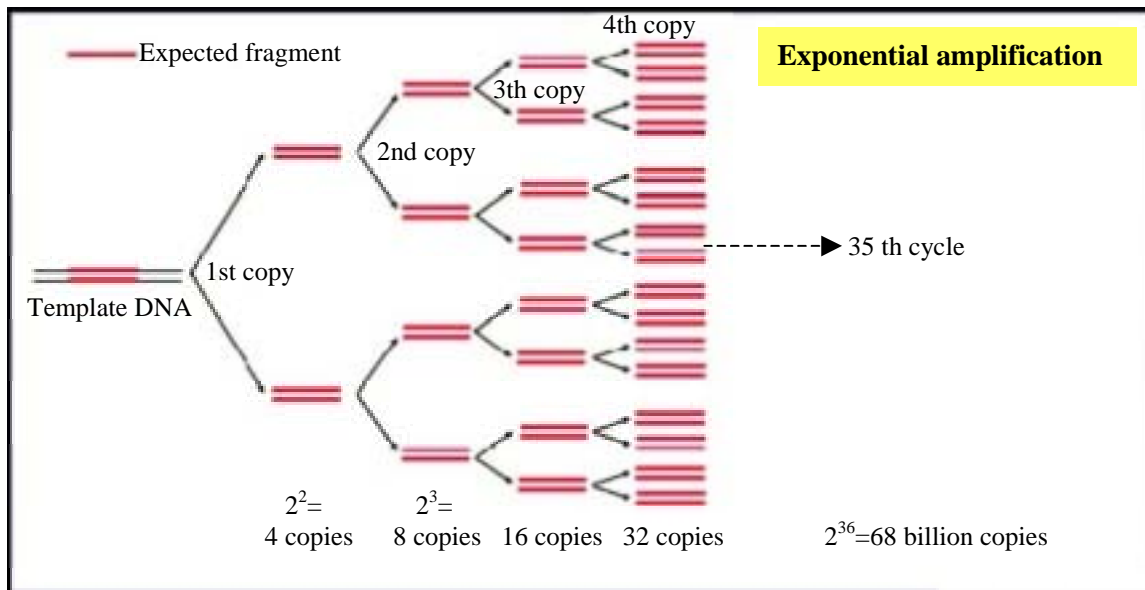 4th copy
Exponential amplification
Expected fragment
3th copy
2nd copy
35 th cycle
1st copy
Template DNA
2²=
4 copies
2³=
8 copies
16 copies
32 copies
2³⁶=68 billion copies